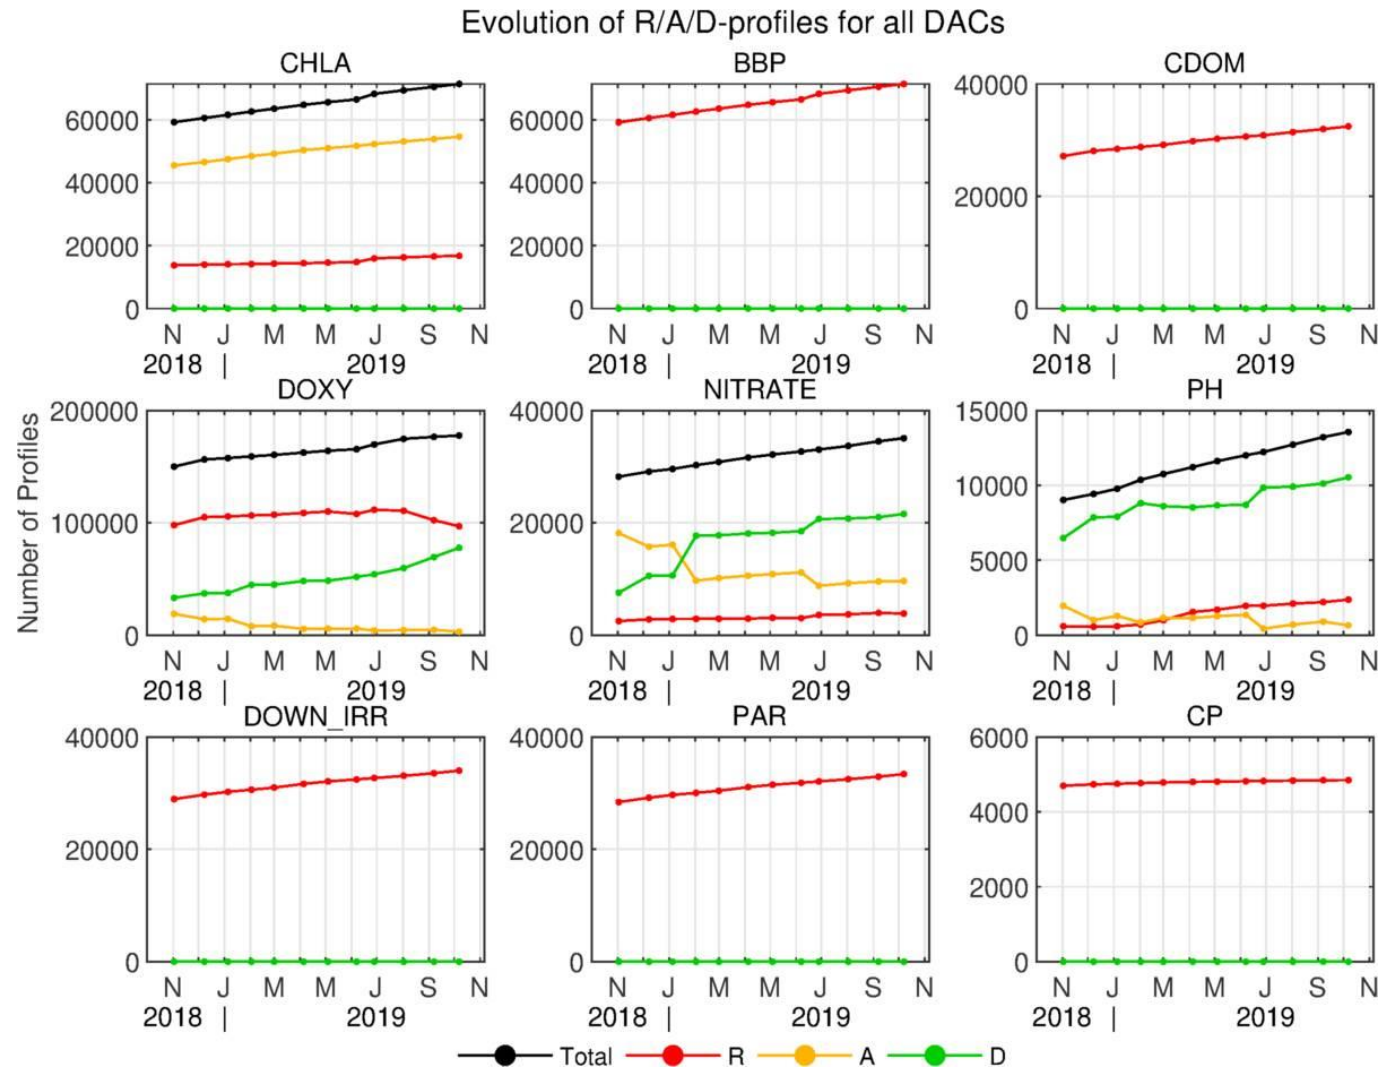 Evolution of R/A/D-profiles for all DACs
CHLA
BBP
CDOM
60000
40000
20000
0
N J M M J S N
2018 | 2019
60000
40000
20000
0
N J M M J S N
2018 | 2019
40000
20000
0
N J M M J S N
2018 | 2019
Number of Profiles
DOXY
NITRATE
PH
200000
100000
0
N J M M J S N
2018 | 2019
40000
20000
0
N J M M J S N
2018 | 2019
15000
10000
5000
0
N J M M J S N
2018 | 2019
DOWN_IRR
PAR
CP
40000
20000
0
N J M M J S N
2018 | 2019
40000
20000
0
N J M M J S N
2018 | 2019
6000
4000
2000
0
N J M M J S N
2018 | 2019
Total R A D